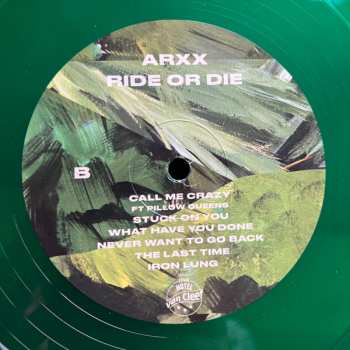 ARXX
RIDE OR DIE
B
CALL ME CRAZY
FT PILLOW QUEENS
STUCK ON YOU
WHAT HAVE YOU DONE
NEVER WANT TO GO BACK
THE LAST TIME
IRON LUNG
HOTEL
Van Cleef